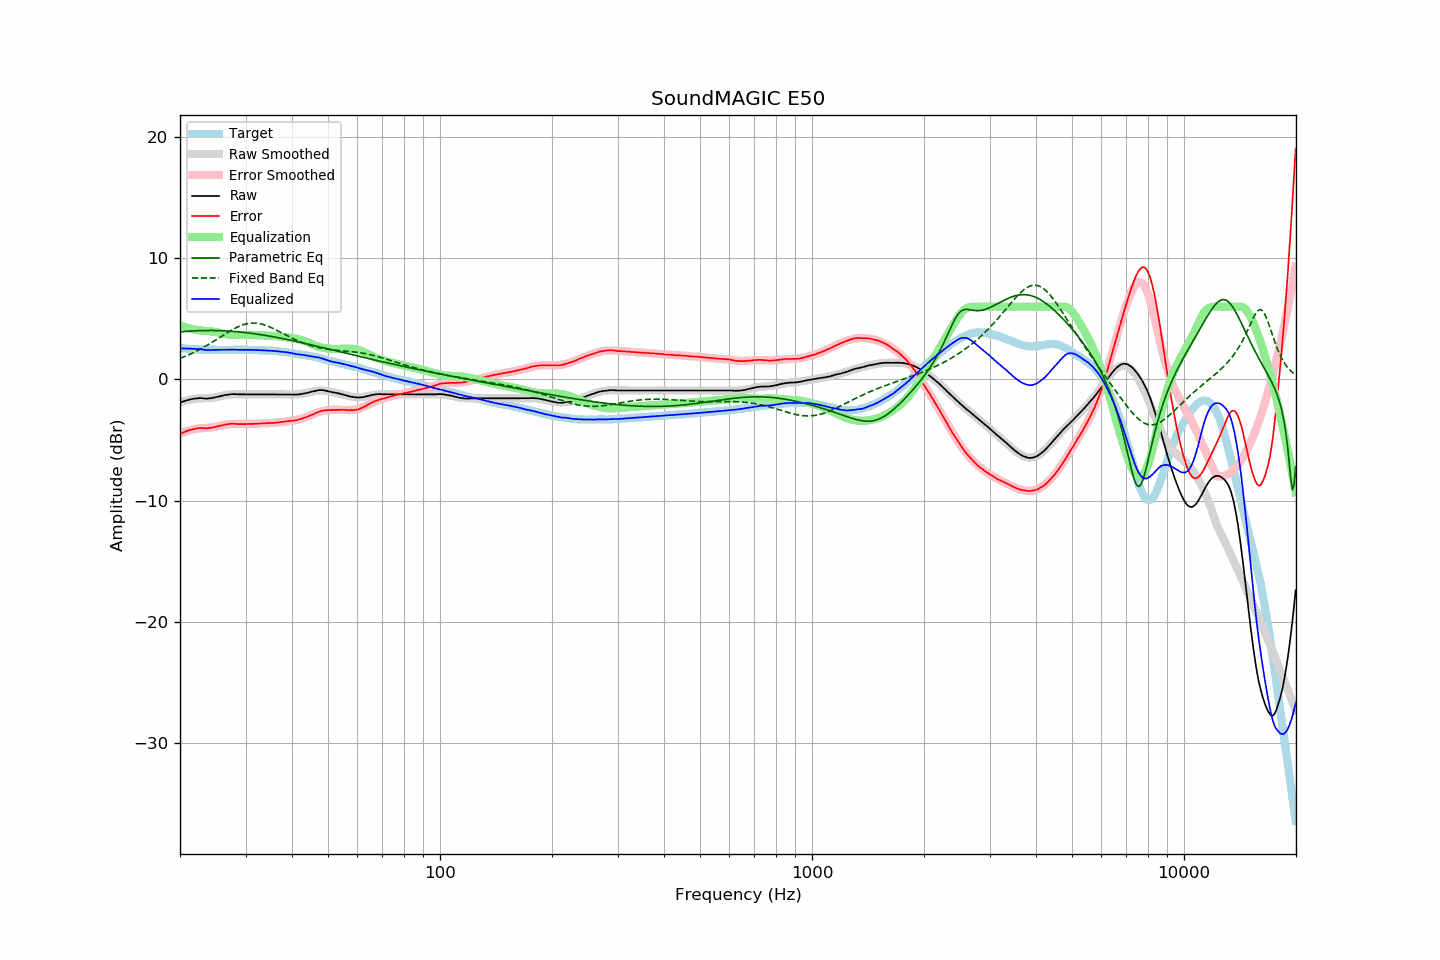 SoundMAGIC E50
Target
Raw Smoothed
Error Smoothed
Raw
Error
Equalization
Parametric Eq
Fixed Band Eq
Equalized
20
10
0
−10
−20
−30
Amplitude (dBr)
100
1000
10000
Frequency (Hz)